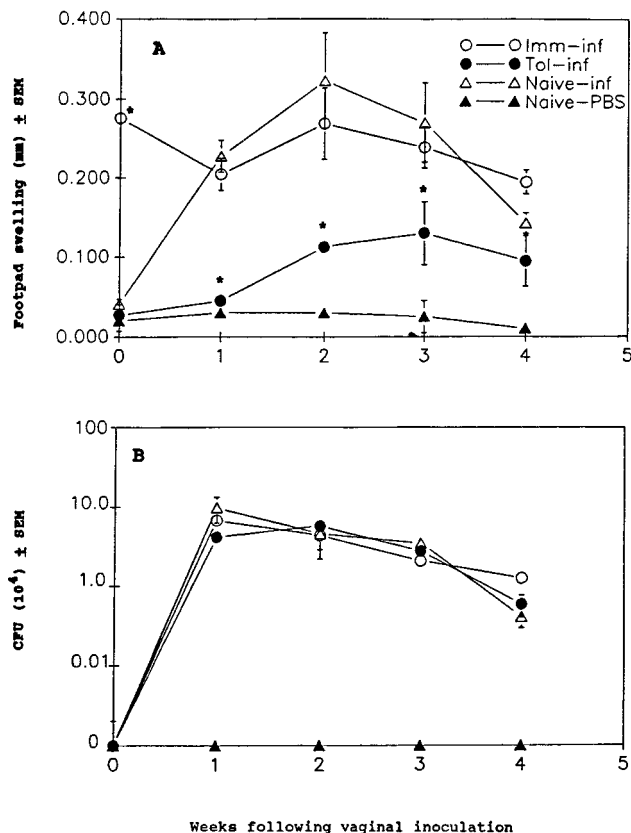 A
Imm-inf
Tol-inf
Naive-inf
Naive-PBS
Footpad swelling (mm) ± SEM
0.400
0.300
0.200
0.100
0.000
*
*
*
*
*
0 1 2 3 4 5
B
CFU (10⁴) ± SEM
100
10.0
1.0
0.01
0
0 1 2 3 4 5
Weeks following vaginal inoculation